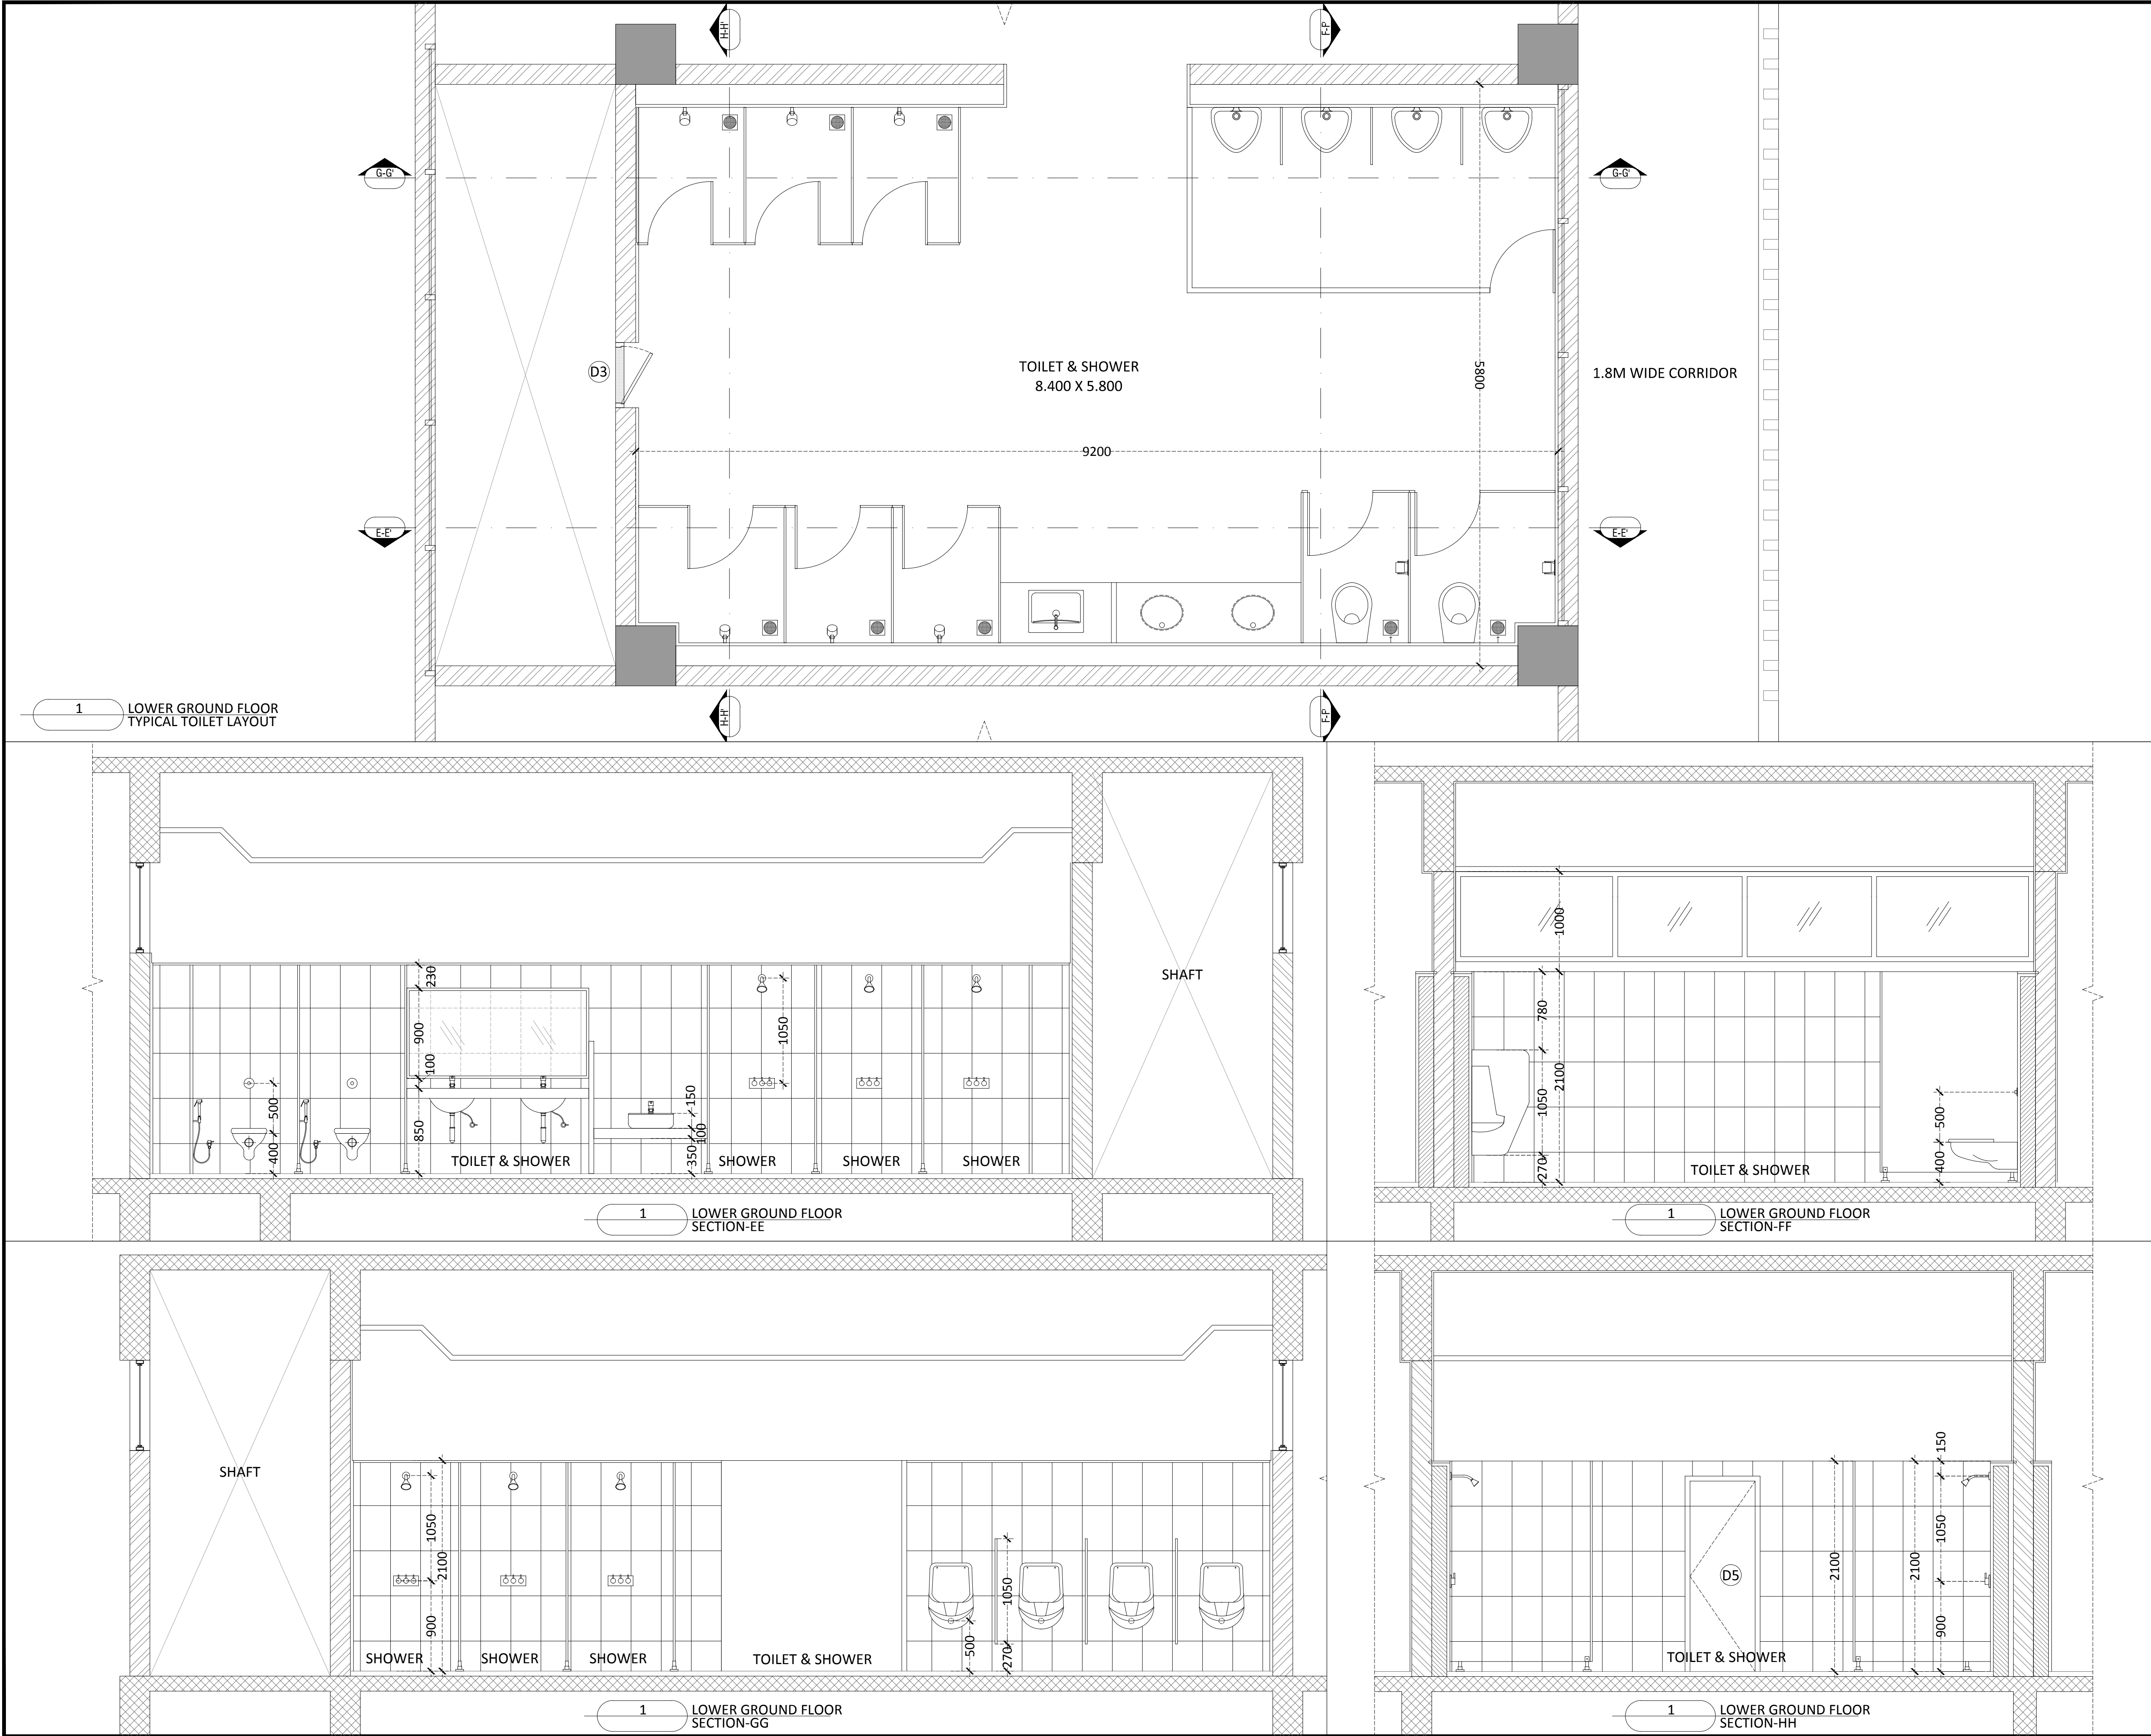 H-H'
F-P
G-G'
G-G'
D3
TOILET & SHOWER
8.400 X 5.800
5800
1.8M WIDE CORRIDOR
9200
E-E'
E-E'
H-H'
F-P
1
LOWER GROUND FLOOR
TYPICAL TOILET LAYOUT
230
900
100
850
500
400
1050
150
100
350
SHAFT
TOILET & SHOWER
SHOWER
SHOWER
SHOWER
1
LOWER GROUND FLOOR
SECTION-EE
1000
780
2100
1050
270
500
400
TOILET & SHOWER
1
LOWER GROUND FLOOR
SECTION-FF
SHAFT
1050
2100
900
1050
500
270
SHOWER
SHOWER
SHOWER
TOILET & SHOWER
1
LOWER GROUND FLOOR
SECTION-GG
150
1050
2100
2100
900
D5
TOILET & SHOWER
1
LOWER GROUND FLOOR
SECTION-HH